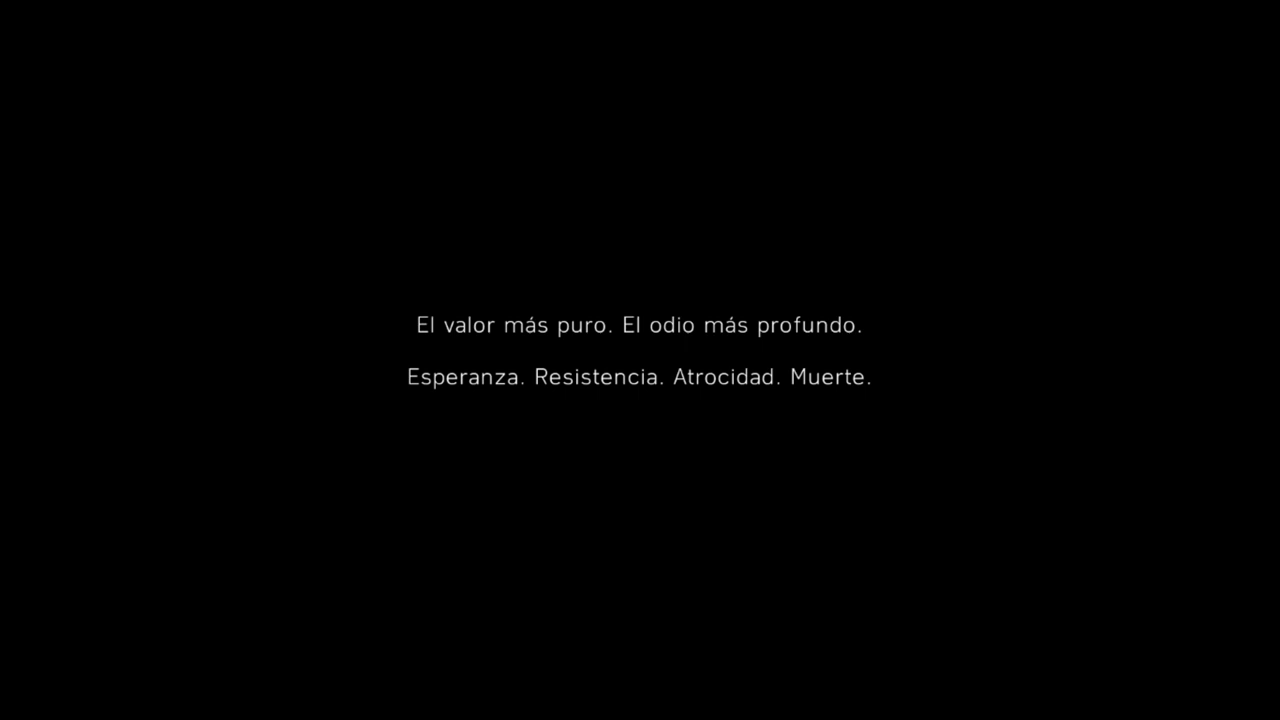 El valor más puro. El odio más profundo.
Esperanza. Resistencia. Atrocidad. Muerte.